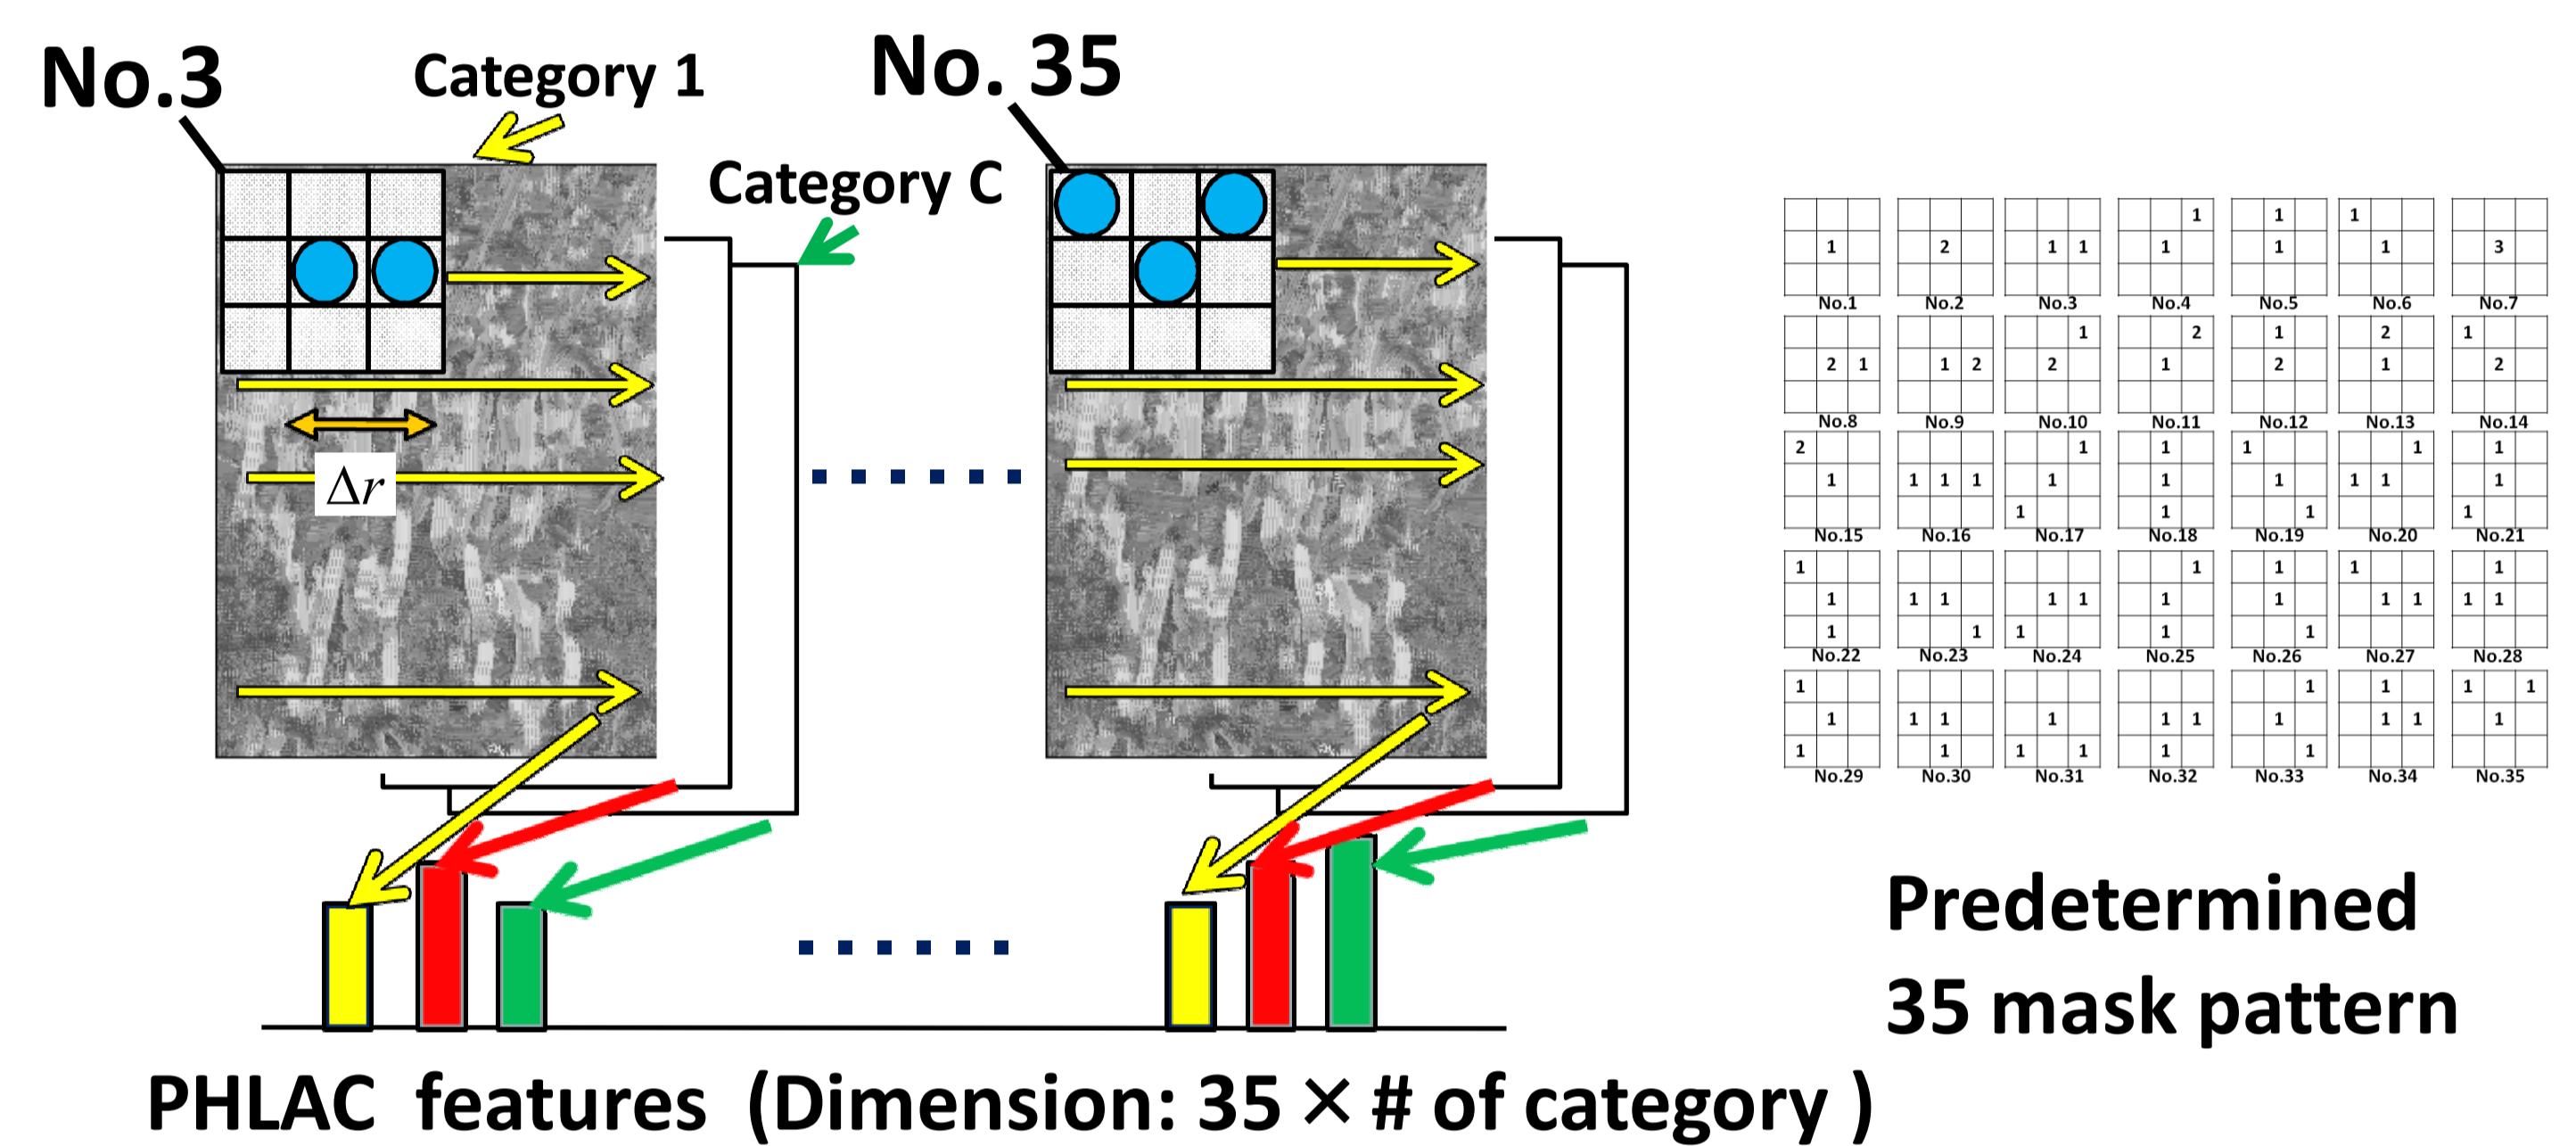 No.3
Category 1
No. 35
Category C
Δr
1
2
1 1
1
1
1
1
1
1
3
No.1 No.2 No.3 No.4 No.5 No.6 No.7
1 2 1 2 1
2 1 1 2 2 1 2 1 2
No.8 No.9 No.10 No.11 No.12 No.13 No.14
2 1 1 1 1 1
1 1 1 1 1 1 1 1 1 1
1 1 1 1
No.15 No.16 No.17 No.18 No.19 No.20 No.21
1 1 1 1 1
1 1 1 1 1 1 1 1 1 1 1
1 1 1 1 1
No.22 No.23 No.24 No.25 No.26 No.27 No.28
1 1 1 1 1
1 1 1 1 1 1 1 1 1 1
1 1 1 1 1 1
No.29 No.30 No.31 No.32 No.33 No.34 No.35
Predetermined
35 mask pattern
PHLAC features (Dimension: 35 × # of category )